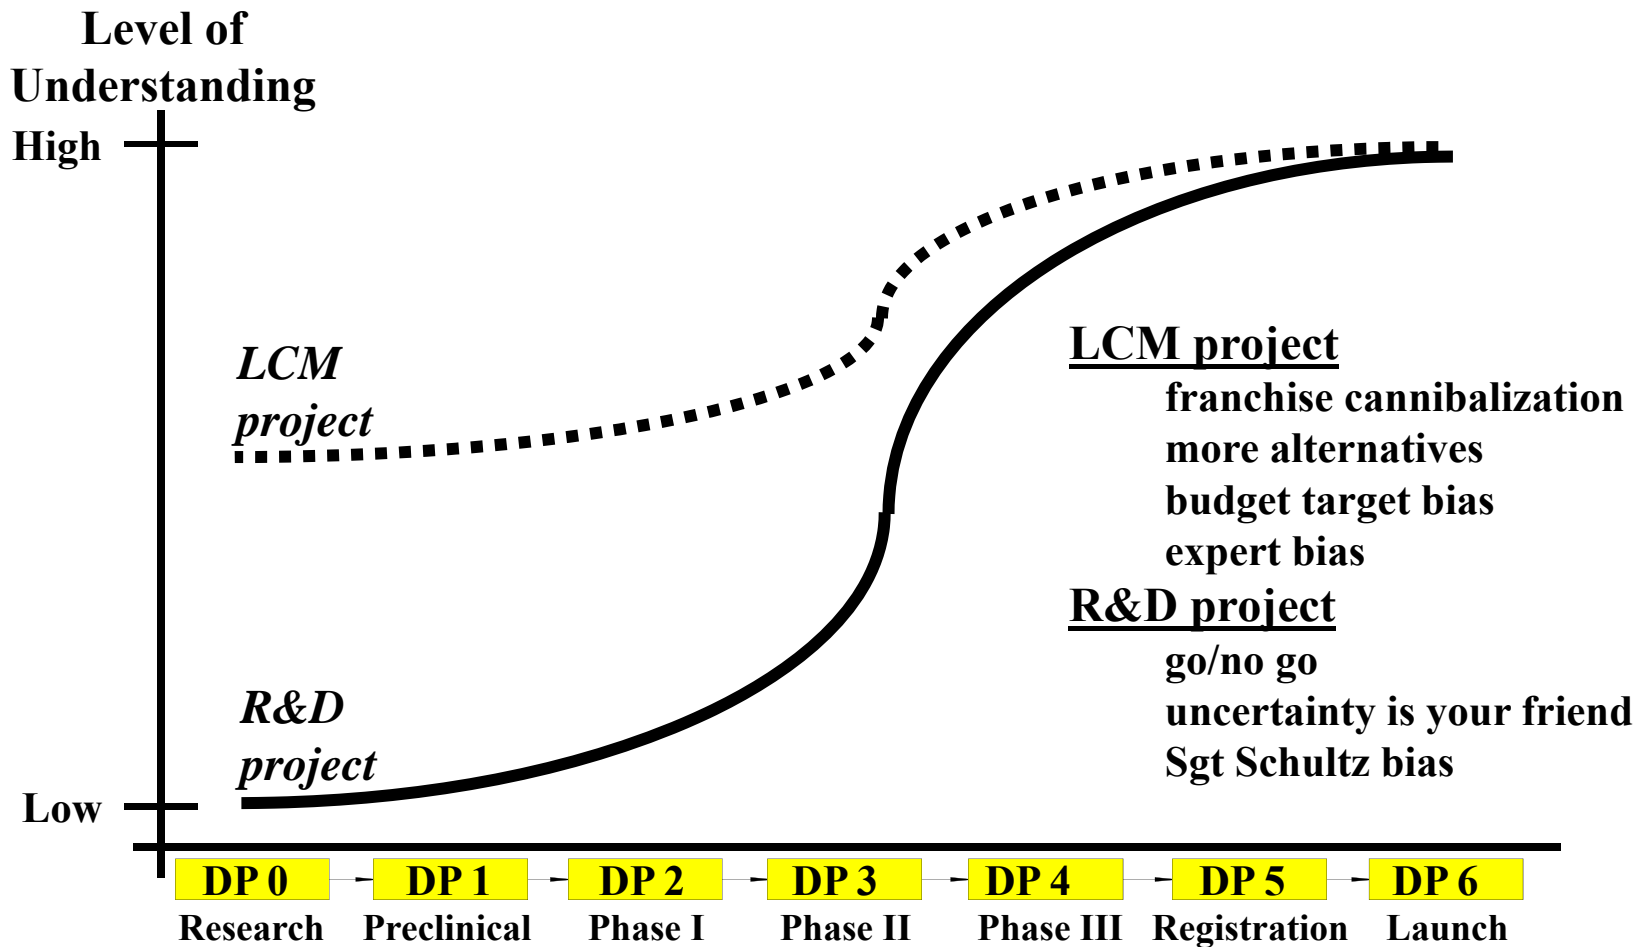 Level of
Understanding
High
LCM
project
LCM project
franchise cannibalization
more alternatives
budget target bias
expert bias
R&D project
go/no go
uncertainty is your friend
Sgt Schultz bias
R&D
project
Low
DP 0 DP 1 DP 2 DP 3 DP 4 DP 5 DP 6
Research Preclinical Phase I Phase II Phase III Registration Launch